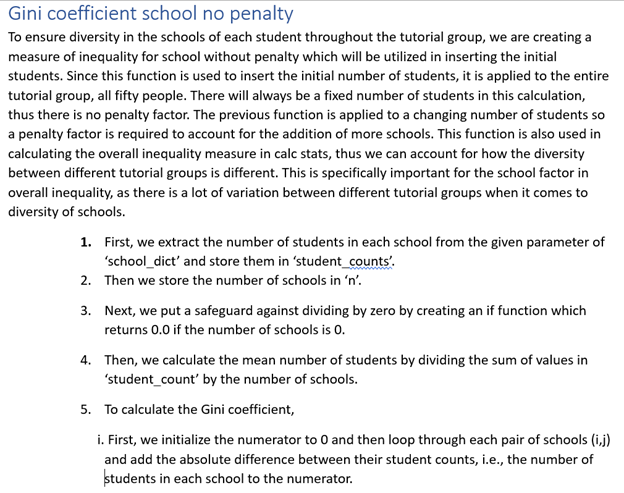 Gini coefficient school no penalty
To ensure diversity in the schools of each student throughout the tutorial group, we are creating a
measure of inequality for school without penalty which will be utilized in inserting the initial
students. Since this function is used to insert the initial number of students, it is applied to the entire
tutorial group, all fifty people. There will always be a fixed number of students in this calculation,
thus there is no penalty factor. The previous function is applied to a changing number of students so
a penalty factor is required to account for the addition of more schools. This function is also used in
calculating the overall inequality measure in calc stats, thus we can account for how the diversity
between different tutorial groups is different. This is specifically important for the school factor in
overall inequality, as there is a lot of variation between different tutorial groups when it comes to
diversity of schools.
1. First, we extract the number of students in each school from the given parameter of
‘school_dict’ and store them in ‘student_counts’.
2. Then we store the number of schools in ‘n’.
3. Next, we put a safeguard against dividing by zero by creating an if function which
returns 0.0 if the number of schools is 0.
4. Then, we calculate the mean number of students by dividing the sum of values in
‘student_count’ by the number of schools.
5. To calculate the Gini coefficient,
i. First, we initialize the numerator to 0 and then loop through each pair of schools (i,j)
and add the absolute difference between their student counts, i.e., the number of
students in each school to the numerator.